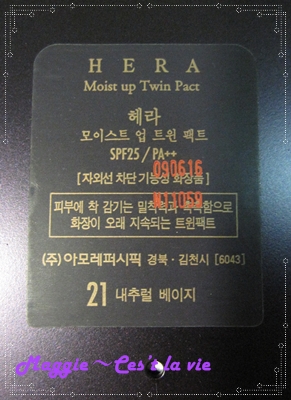 HERA
Moist up Twin Pact
헤라
모이스트 업 트윈 팩트
SPF25/PA++
090616
[자외선 차단 기능성 화장품]
M11059
피부에 착 감기는 밀착력과 촉촉함으로
화장이 오래 지속되는 트윈팩트
(주)아모레퍼시픽 경북·김천시 [6043]
21 내추럴 베이지
Maggie~Ces't la vie